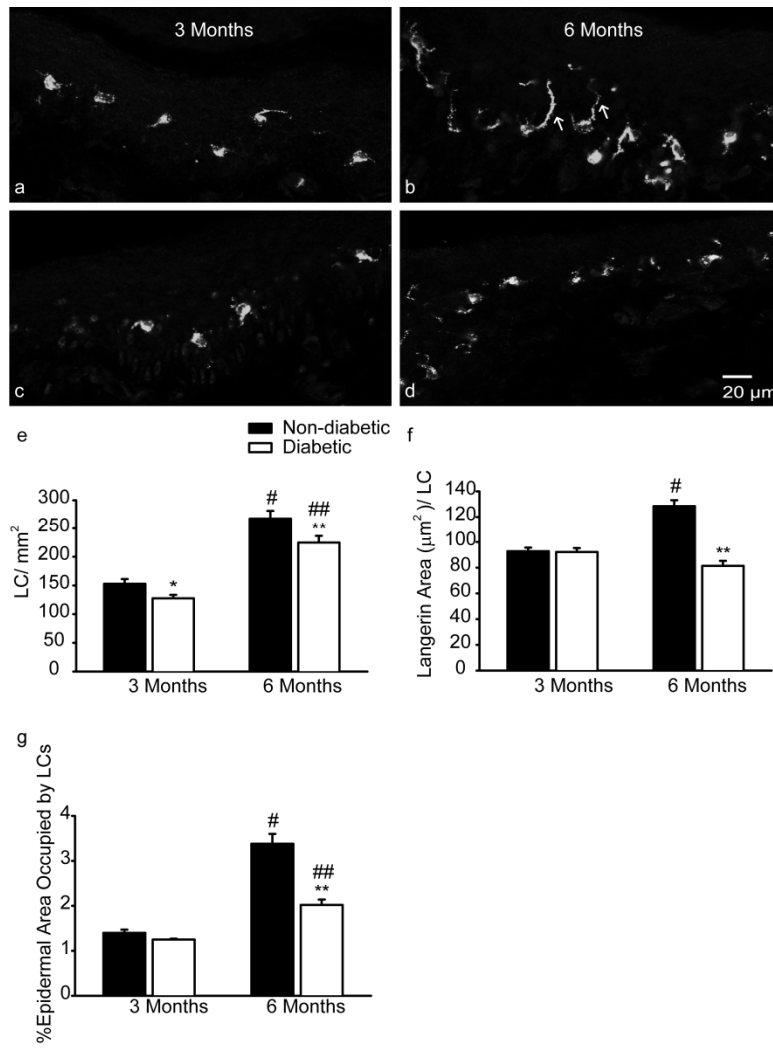 3 Months
6 Months
a
b
c
d
20 µm
e
Non-diabetic
Diabetic
f
LC/ mm²
300
250
200
150
100
50
0
*
#
##
**
3 Months
6 Months
Langerin Area (µm²)/ LC
140
120
100
80
60
40
20
0
#
**
3 Months
6 Months
g
%Epidermal Area Occupied by LCs
4
3
2
1
0
#
##
**
3 Months
6 Months